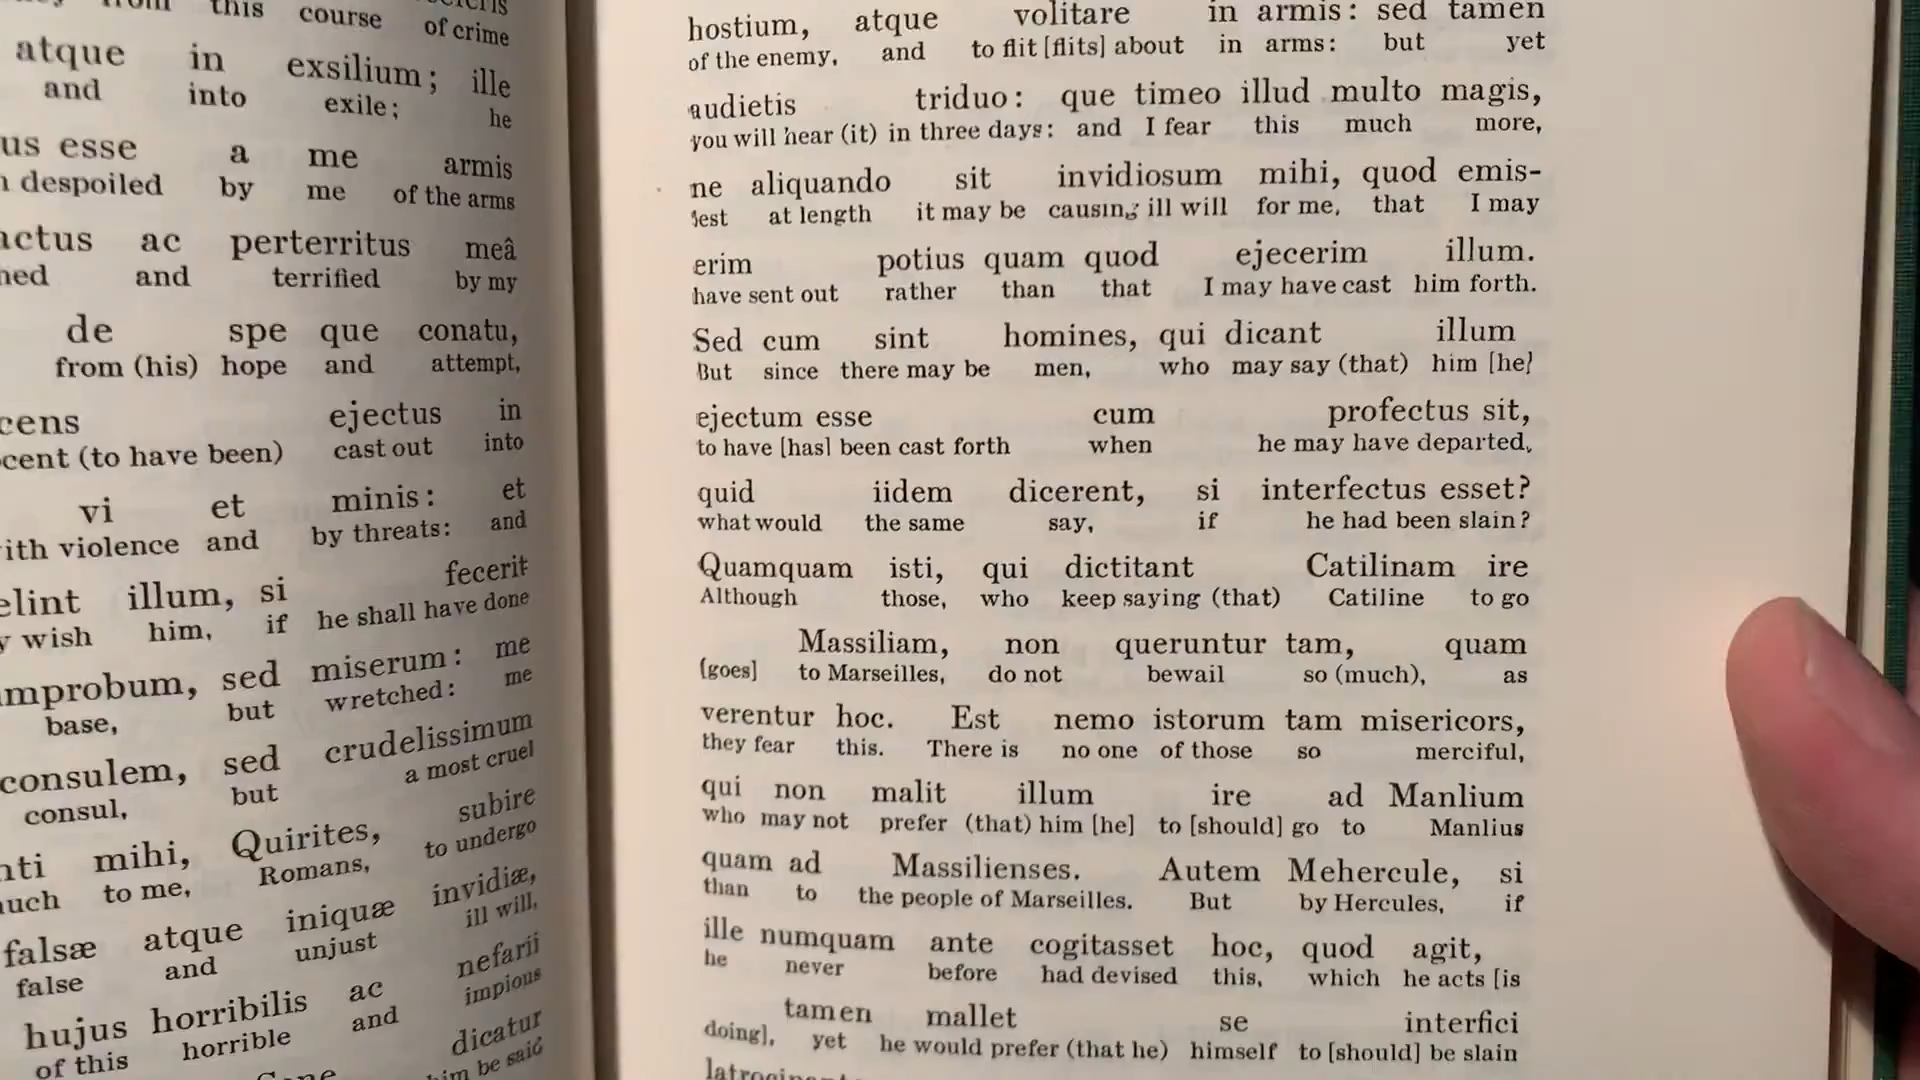 this course of crime
atque in exsilium; ille
and into exile; he
us esse a me armis
despoiled by me of the arms
ac perterritus meâ
and terrified by my
de spe que conatu,
from (his) hope and attempt,
ejectus in
(to have been) cast out into
vi et minis: et
violence and by threats: and
illum, si fecerit
wish him, if he shall have done
sed miserum: me
base, but wretched: me
consulem, sed crudelissimum
consul, but a most cruel
mihi, Quirites, subire
to me, Romans, to undergo
falsæ atque iniquæ invidiæ,
false and unjust ill will,
hujus horribilis ac nefarii
of this horrible and impious
dicatur
be said
hostium, atque volitare in armis: sed tamen
of the enemy, and to flit [flits] about in arms: but yet
audietis triduo: que timeo illud multo magis,
you will hear (it) in three days: and I fear this much more,
ne aliquando sit invidiosum mihi, quod emis-
lest at length it may be causing ill will for me, that I may
erim potius quam quod ejecerim illum.
have sent out rather than that I may have cast him forth.
Sed cum sint homines, qui dicant illum
But since there may be men, who may say (that) him [he]
ejectum esse cum profectus sit,
to have [has] been cast forth when he may have departed,
quid iidem dicerent, si interfectus esset?
what would the same say, if he had been slain?
Quamquam isti, qui dictitant Catilinam ire
Although those, who keep saying (that) Catiline to go
Massiliam, non queruntur tam, quam
[goes] to Marseilles, do not bewail so (much), as
verentur hoc. Est nemo istorum tam misericors,
they fear this. There is no one of those so merciful,
qui non malit illum ire ad Manlium
who may not prefer (that) him [he] to [should] go to Manlius
quam ad Massilienses. Autem Mehercule, si
than to the people of Marseilles. But by Hercules, if
ille numquam ante cogitasset hoc, quod agit,
he never before had devised this, which he acts [is
tamen mallet se interfici
doing], yet he would prefer (that he) himself to [should] be slain